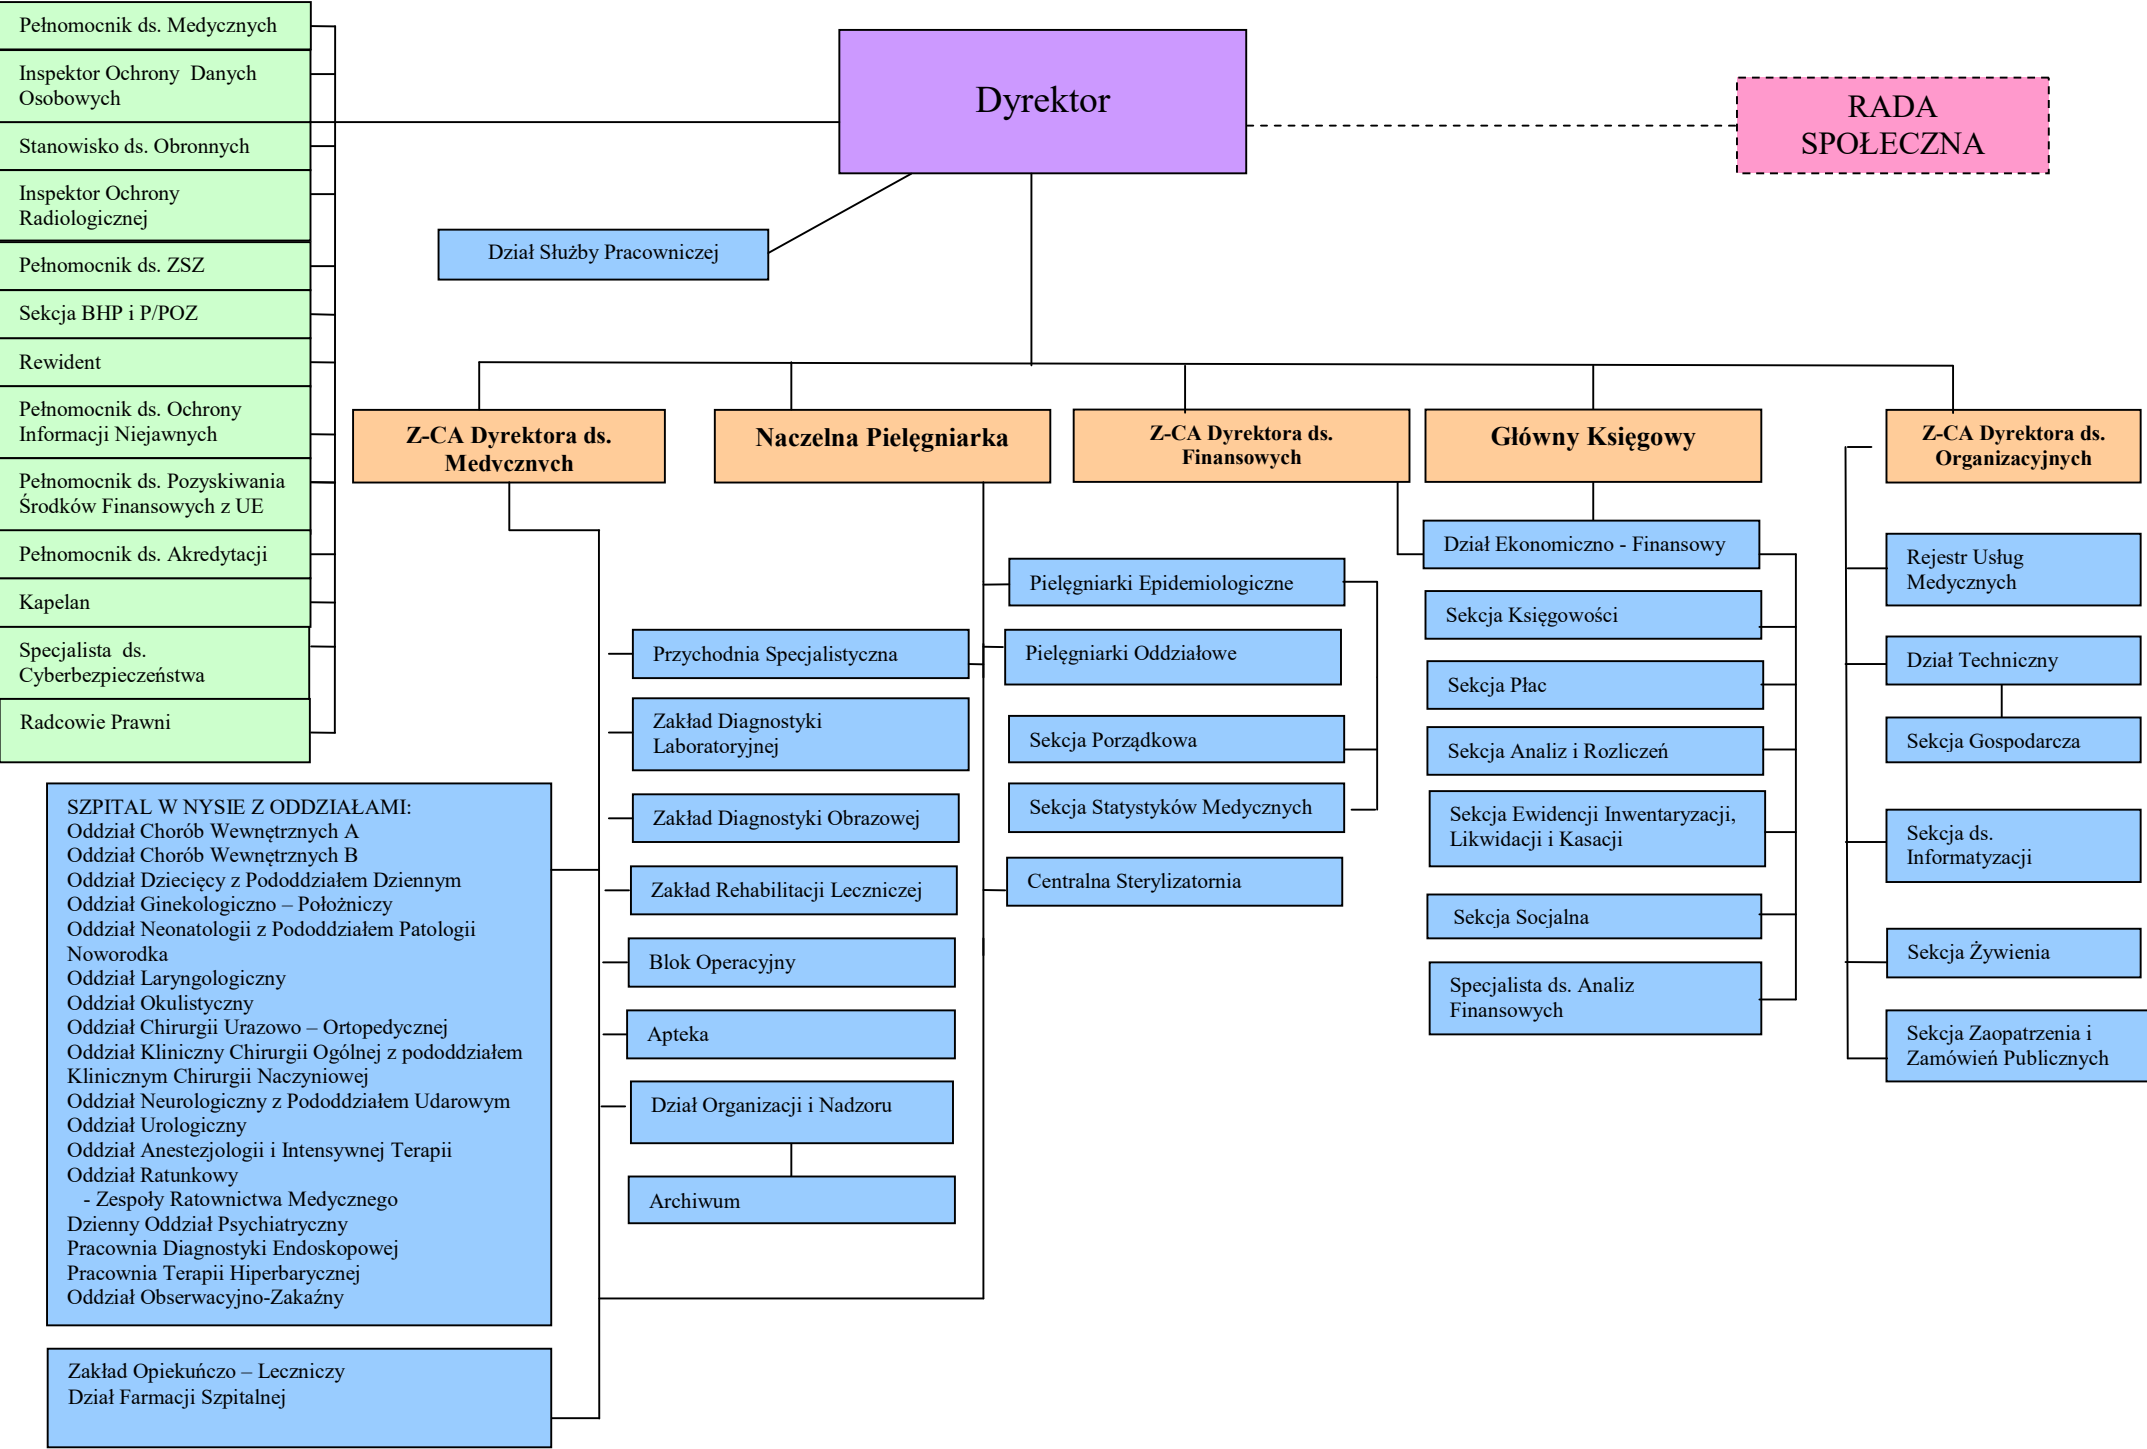 Pełnomocnik ds. Medycznych
Inspektor Ochrony Danych
Osobowych
Stanowisko ds. Obronnych
Inspektor Ochrony
Radiologicznej
Pełnomocnik ds. ZSZ
Sekcja BHP i P/POZ
Rewident
Pełnomocnik ds. Ochrony
Informacji Niejawnych
Pełnomocnik ds. Pozyskiwania
Środków Finansowych z UE
Pełnomocnik ds. Akredytacji
Kapelan
Specjalista ds.
Cyberbezpieczeństwa
Radcowie Prawni
Dyrektor
RADA
SPOŁECZNA
Dział Służby Pracowniczej
Z-CA Dyrektora ds.
Medycznych
Naczelna Pielęgniarka
Z-CA Dyrektora ds.
Finansowych
Główny Księgowy
Z-CA Dyrektora ds.
Organizacyjnych
SZPITAL W NYSIE Z ODDZIAŁAMI:
Oddział Chorób Wewnętrznych A
Oddział Chorób Wewnętrznych B
Oddział Dziecięcy z Pododdziałem Dziennym
Oddział Ginekologiczno – Położniczy
Oddział Neonatologii z Pododdziałem Patologii
Noworodka
Oddział Laryngologiczny
Oddział Okulistyczny
Oddział Chirurgii Urazowo – Ortopedycznej
Oddział Kliniczny Chirurgii Ogólnej z pododdziałem
Klinicznym Chirurgii Naczyniowej
Oddział Neurologiczny z Pododdziałem Udarowym
Oddział Urologiczny
Oddział Anestezjologii i Intensywnej Terapii
Oddział Ratunkowy
- Zespoły Ratownictwa Medycznego
Dzienny Oddział Psychiatryczny
Pracownia Diagnostyki Endoskopowej
Pracownia Terapii Hiperbarycznej
Oddział Obserwacyjno-Zakaźny
Zakład Opiekuńczo – Leczniczy
Dział Farmacji Szpitalnej
Przychodnia Specjalistyczna
Zakład Diagnostyki
Laboratoryjnej
Zakład Diagnostyki Obrazowej
Zakład Rehabilitacji Leczniczej
Blok Operacyjny
Apteka
Dział Organizacji i Nadzoru
Archiwum
Pielęgniarki Epidemiologiczne
Pielęgniarki Oddziałowe
Sekcja Porządkowa
Sekcja Statystyków Medycznych
Centralna Sterylizatornia
Dział Ekonomiczno - Finansowy
Sekcja Księgowości
Sekcja Płac
Sekcja Analiz i Rozliczeń
Sekcja Ewidencji Inwentaryzacji,
Likwidacji i Kasacji
Sekcja Socjalna
Specjalista ds. Analiz
Finansowych
Rejestr Usług
Medycznych
Dział Techniczny
Sekcja Gospodarcza
Sekcja ds.
Informatyzacji
Sekcja Żywienia
Sekcja Zaopatrzenia i
Zamówień Publicznych